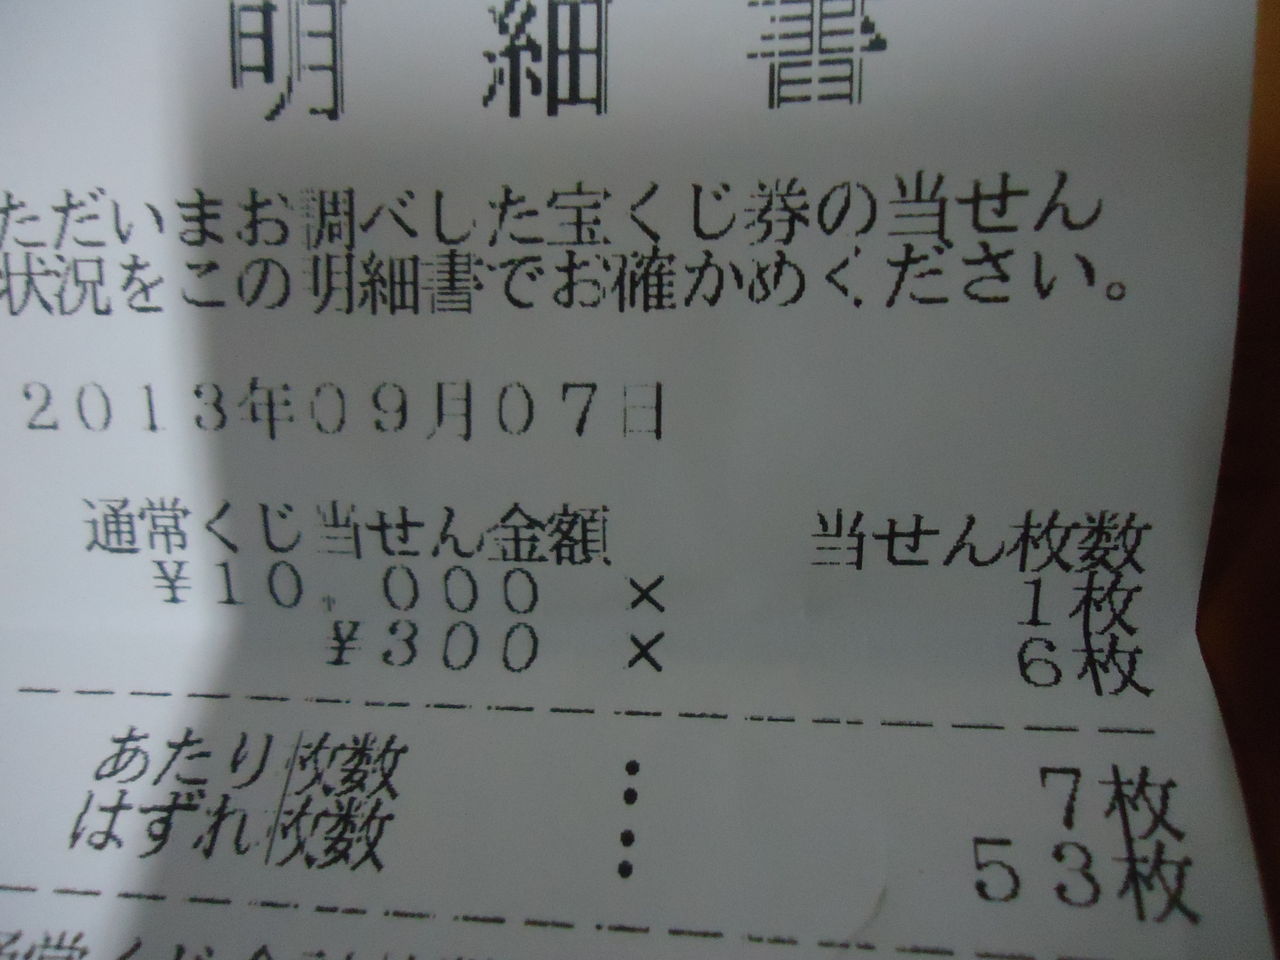 明細書
ただいまお調べした宝くじ券の当せん
状況をこの明細書でお確かめください。
2013年09月07日
通常くじ当せん金額 当せん枚数
¥10,000 × 1枚
¥300 × 6枚
あたり枚数 : 7枚
はずれ枚数 : 53枚